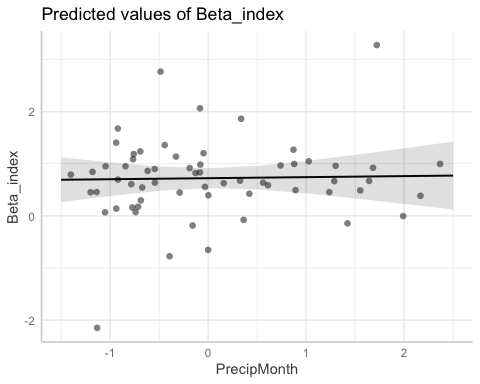 Predicted values of Beta_index
2
0
-2
Beta_index
-1 0 1 2
PrecipMonth